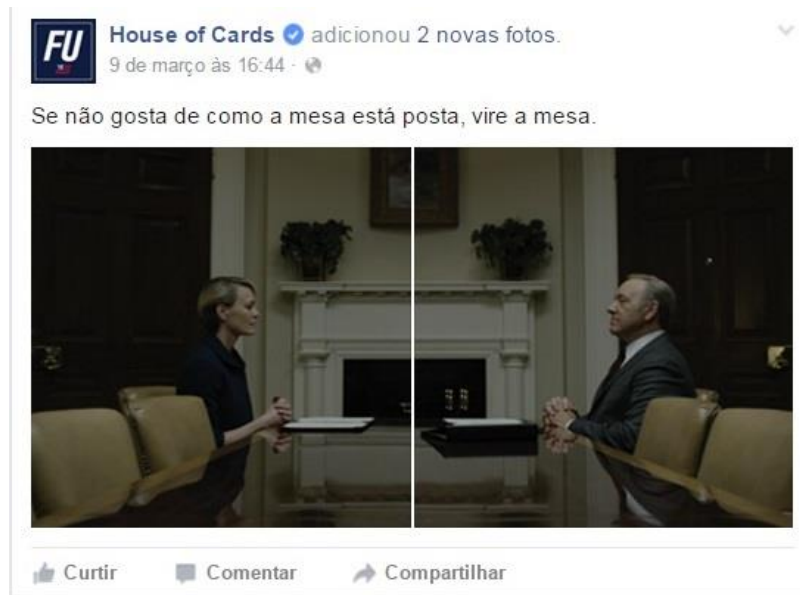 FU
House of Cards adicionou 2 novas fotos.
9 de março às 16:44 ·
Se não gosta de como a mesa está posta, vire a mesa.
Curtir Comentar Compartilhar